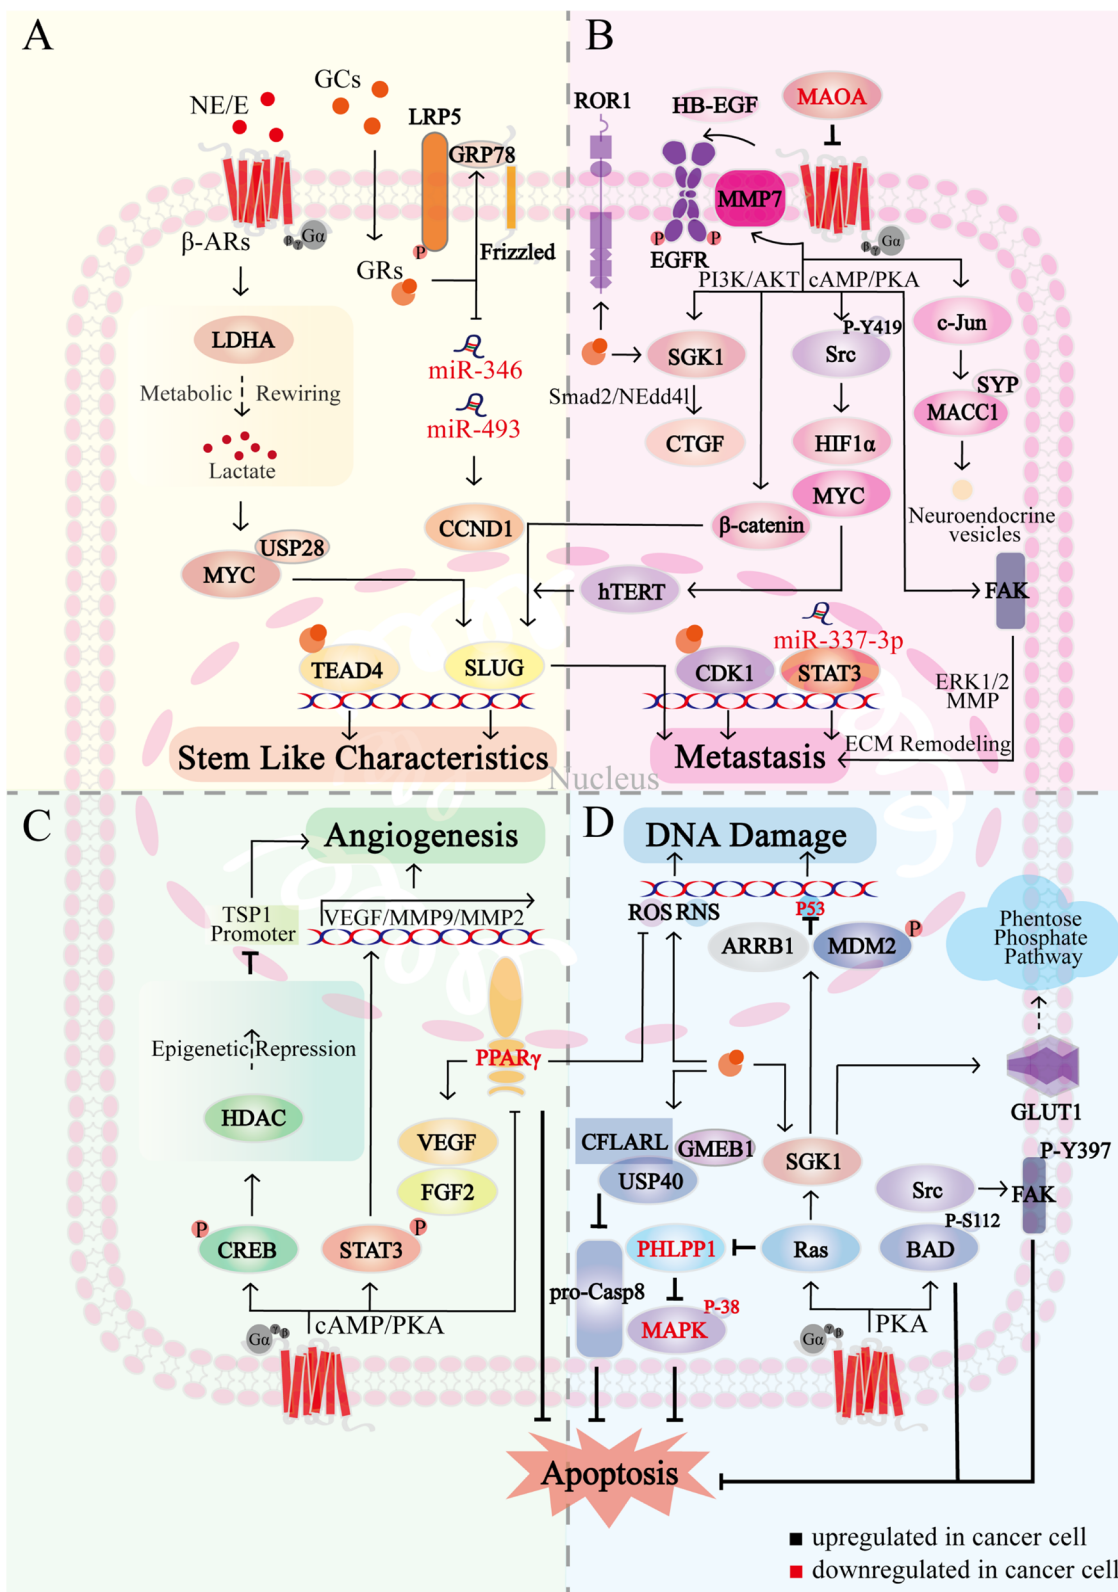 A
NE/E
GCs
LRP5
GRP78
β-ARs
β
γ
Gα
GRs
P
Frizzled
LDHA
Metabolic
Rewiring
Lactate
miR-346
miR-493
CCND1
USP28
MYC
TEAD4
SLUG
Stem Like Characteristics
B
ROR1
HB-EGF
MAOA
MMP7
P
P
EGFR
β
γ
Gα
PI3K/AKT
cAMP/PKA
P-Y419
SGK1
Src
c-Jun
Smad2/NEdd4l
SYP
MACC1
CTGF
HIF1α
MYC
β-catenin
Neuroendocrine
vesicles
hTERT
FAK
miR-337-3p
CDK1
STAT3
ERK1/2
MMP
ECM Remodeling
Metastasis
Nucleus
C
Angiogenesis
TSP1
Promoter
VEGF/MMP9/MMP2
Epigenetic Repression
PPARγ
HDAC
VEGF
FGF2
P
CREB
P
STAT3
cAMP/PKA
Gα
γ
β
D
DNA Damage
ROS
RNS
P53
ARRB1
MDM2
P
Phentose
Phosphate
Pathway
GLUT1
CFLARL
GMEB1
USP40
SGK1
P-Y397
Src
FAK
P-S112
PHLPP1
Ras
BAD
pro-Casp8
P-38
MAPK
PKA
Gα
γ
β
Apoptosis
upregulated in cancer cell
downregulated in cancer cell